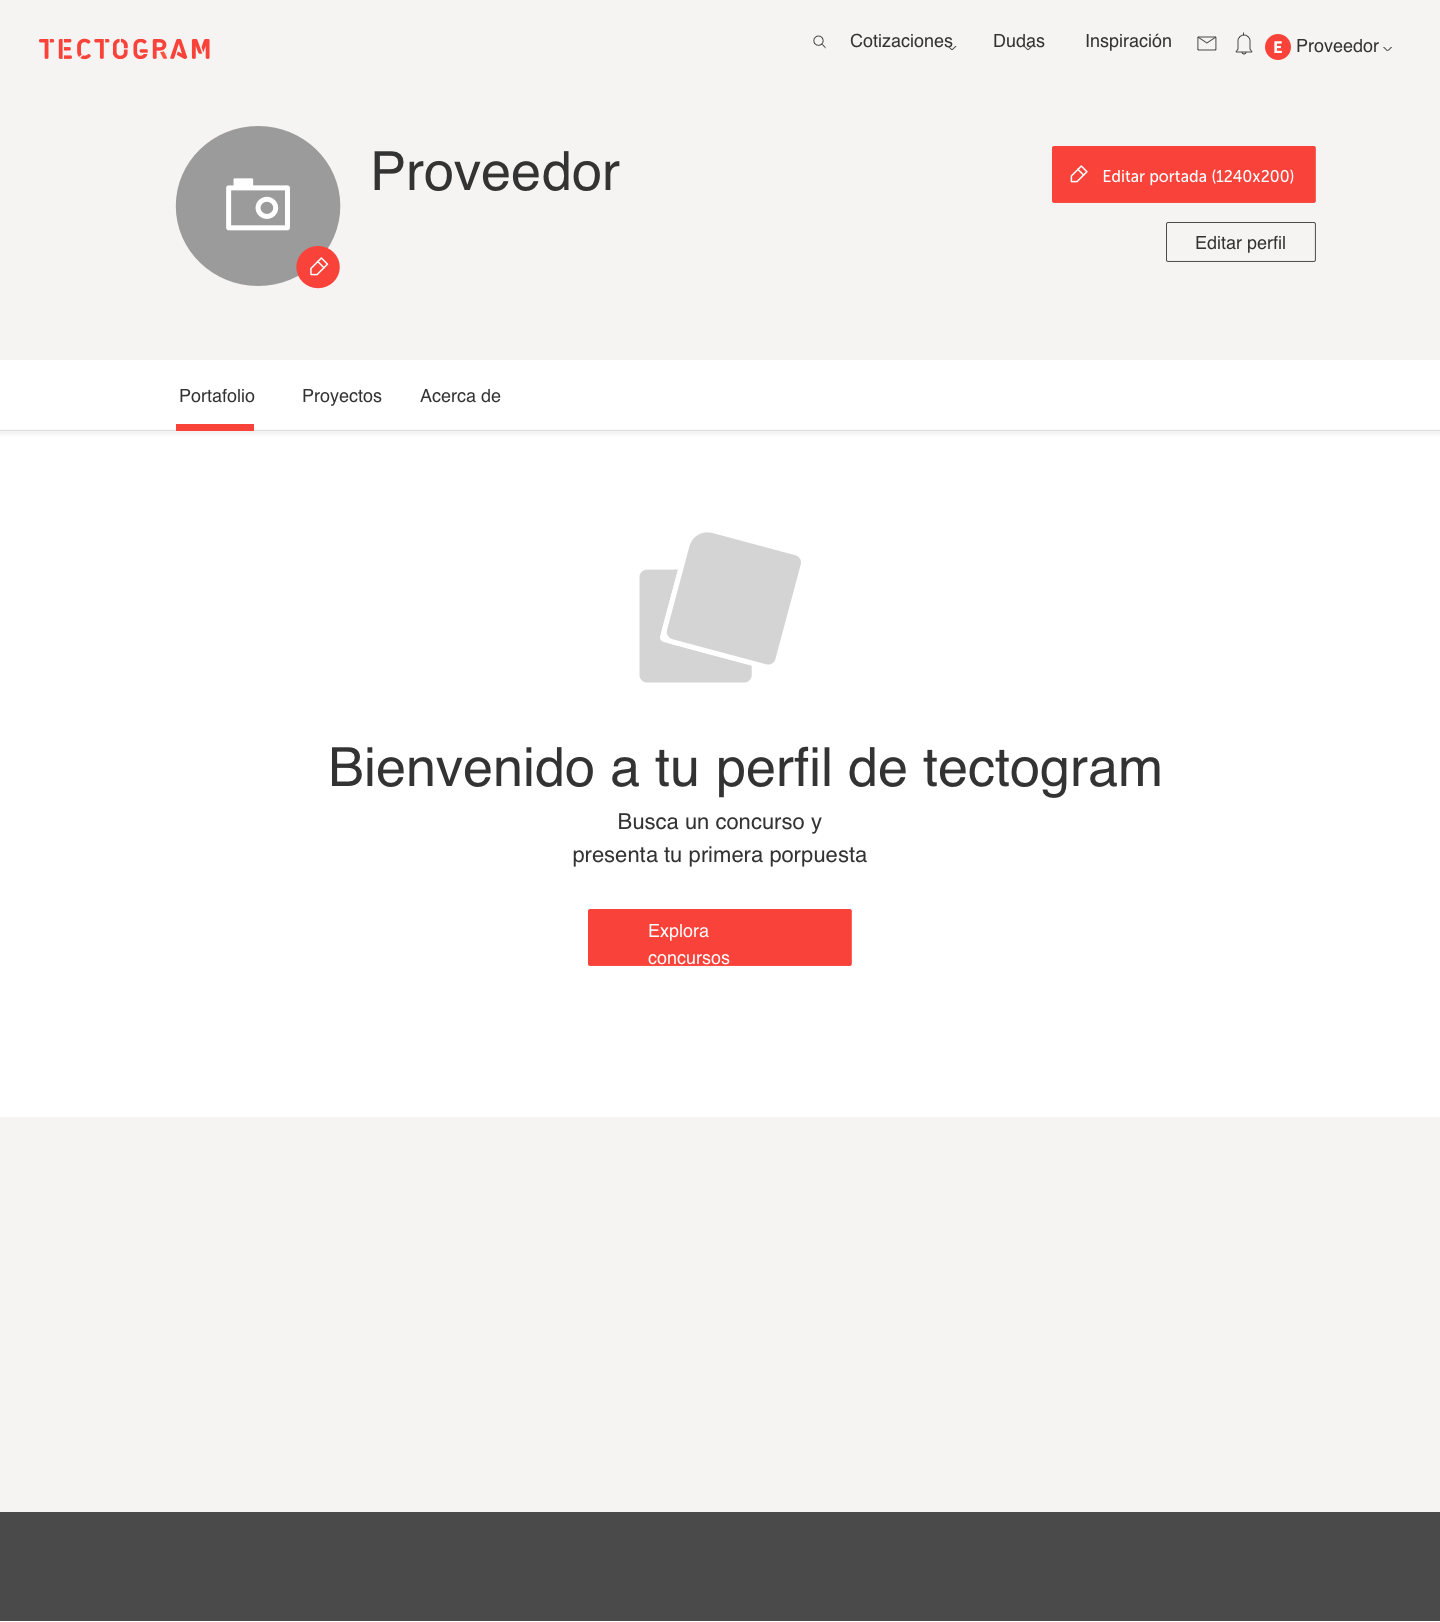 TECTOGRAM
Cotizaciones
Dudas
Inspiración
E
Proveedor
Proveedor
Editar portada (1240x200)
Editar perfil
Portafolio
Proyectos
Acerca de
Bienvenido a tu perfil de tectogram
Busca un concurso y
presenta tu primera porpuesta
Explora
concursos